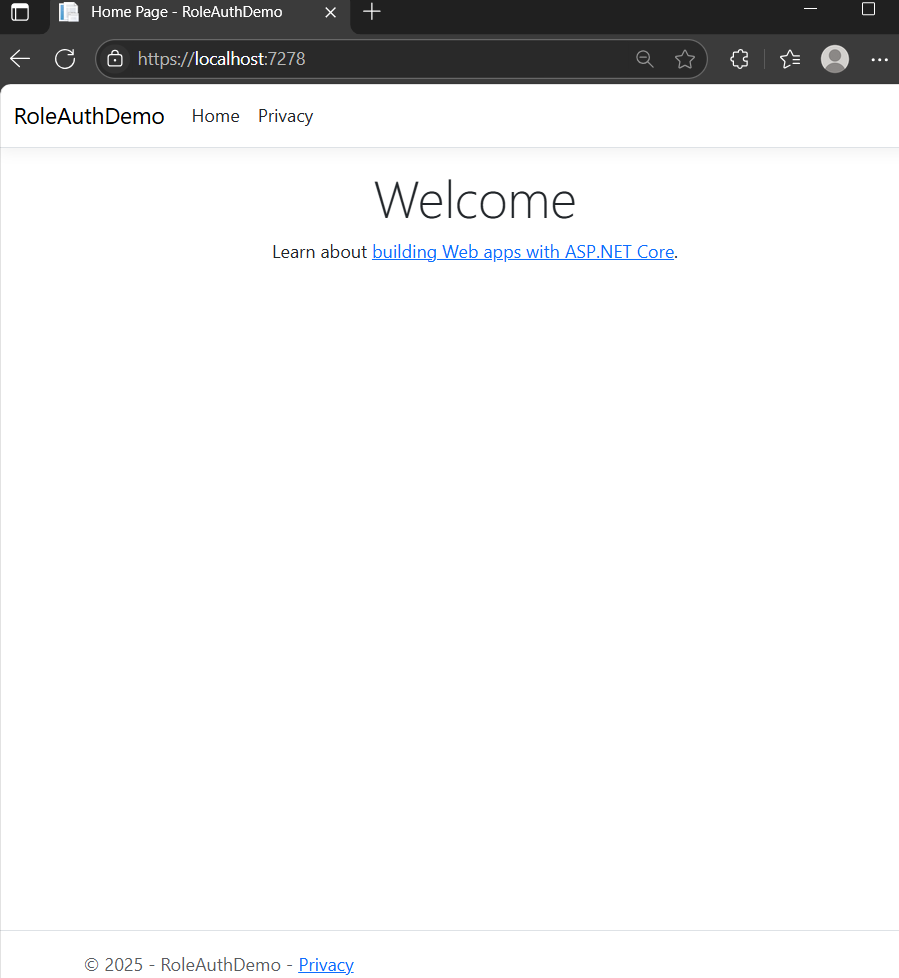 Home Page - RoleAuthDemo
https://localhost:7278
RoleAuthDemo Home Privacy
Welcome
Learn about building Web apps with ASP.NET Core.
© 2025 - RoleAuthDemo - Privacy